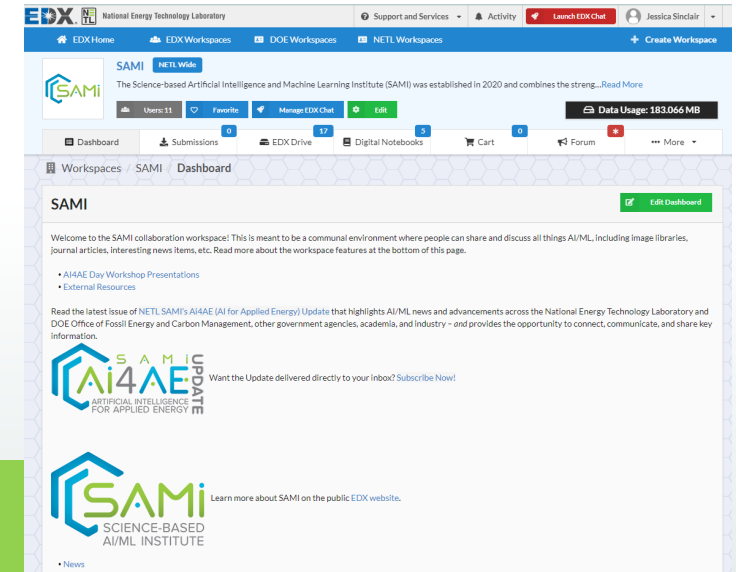 EDX. NETL National Energy Technology Laboratory Support and Services Activity Launch EDX Chat Jessica Sinclair
EDX Home EDX Workspaces DOE Workspaces NETL Workspaces Create Workspace
SAMi
SAMI NETL Wide
The Science-based Artificial Intelligence and Machine Learning Institute (SAMI) was established in 2020 and combines the streng...Read More
Users: 11 Favorite Manage EDX Chat Edit Data Usage: 183.066 MB
0 17 5 0 *
Dashboard Submissions EDX Drive Digital Notebooks Cart Forum ••• More
Workspaces / SAMI / Dashboard
SAMI Edit Dashboard
Welcome to the SAMI collaboration workspace! This is meant to be a communal environment where people can share and discuss all things AI/ML, including image libraries,
journal articles, interesting news items, etc. Read more about the workspace features at the bottom of this page.
• AI4AE Day Workshop Presentations
• External Resources
Read the latest issue of NETL SAMI's AI4AE (AI for Applied Energy) Update that highlights AI/ML news and advancements across the National Energy Technology Laboratory and
DOE Office of Fossil Energy and Carbon Management, other government agencies, academia, and industry – and provides the opportunity to connect, communicate, and share key
information.
SAMi
Ai4AE UPDATE
ARTIFICIAL INTELLIGENCE
FOR APPLIED ENERGY
Want the Update delivered directly to your inbox? Subscribe Now!
SAMi
SCIENCE-BASED
AI/ML INSTITUTE
Learn more about SAMI on the public EDX website.
• News